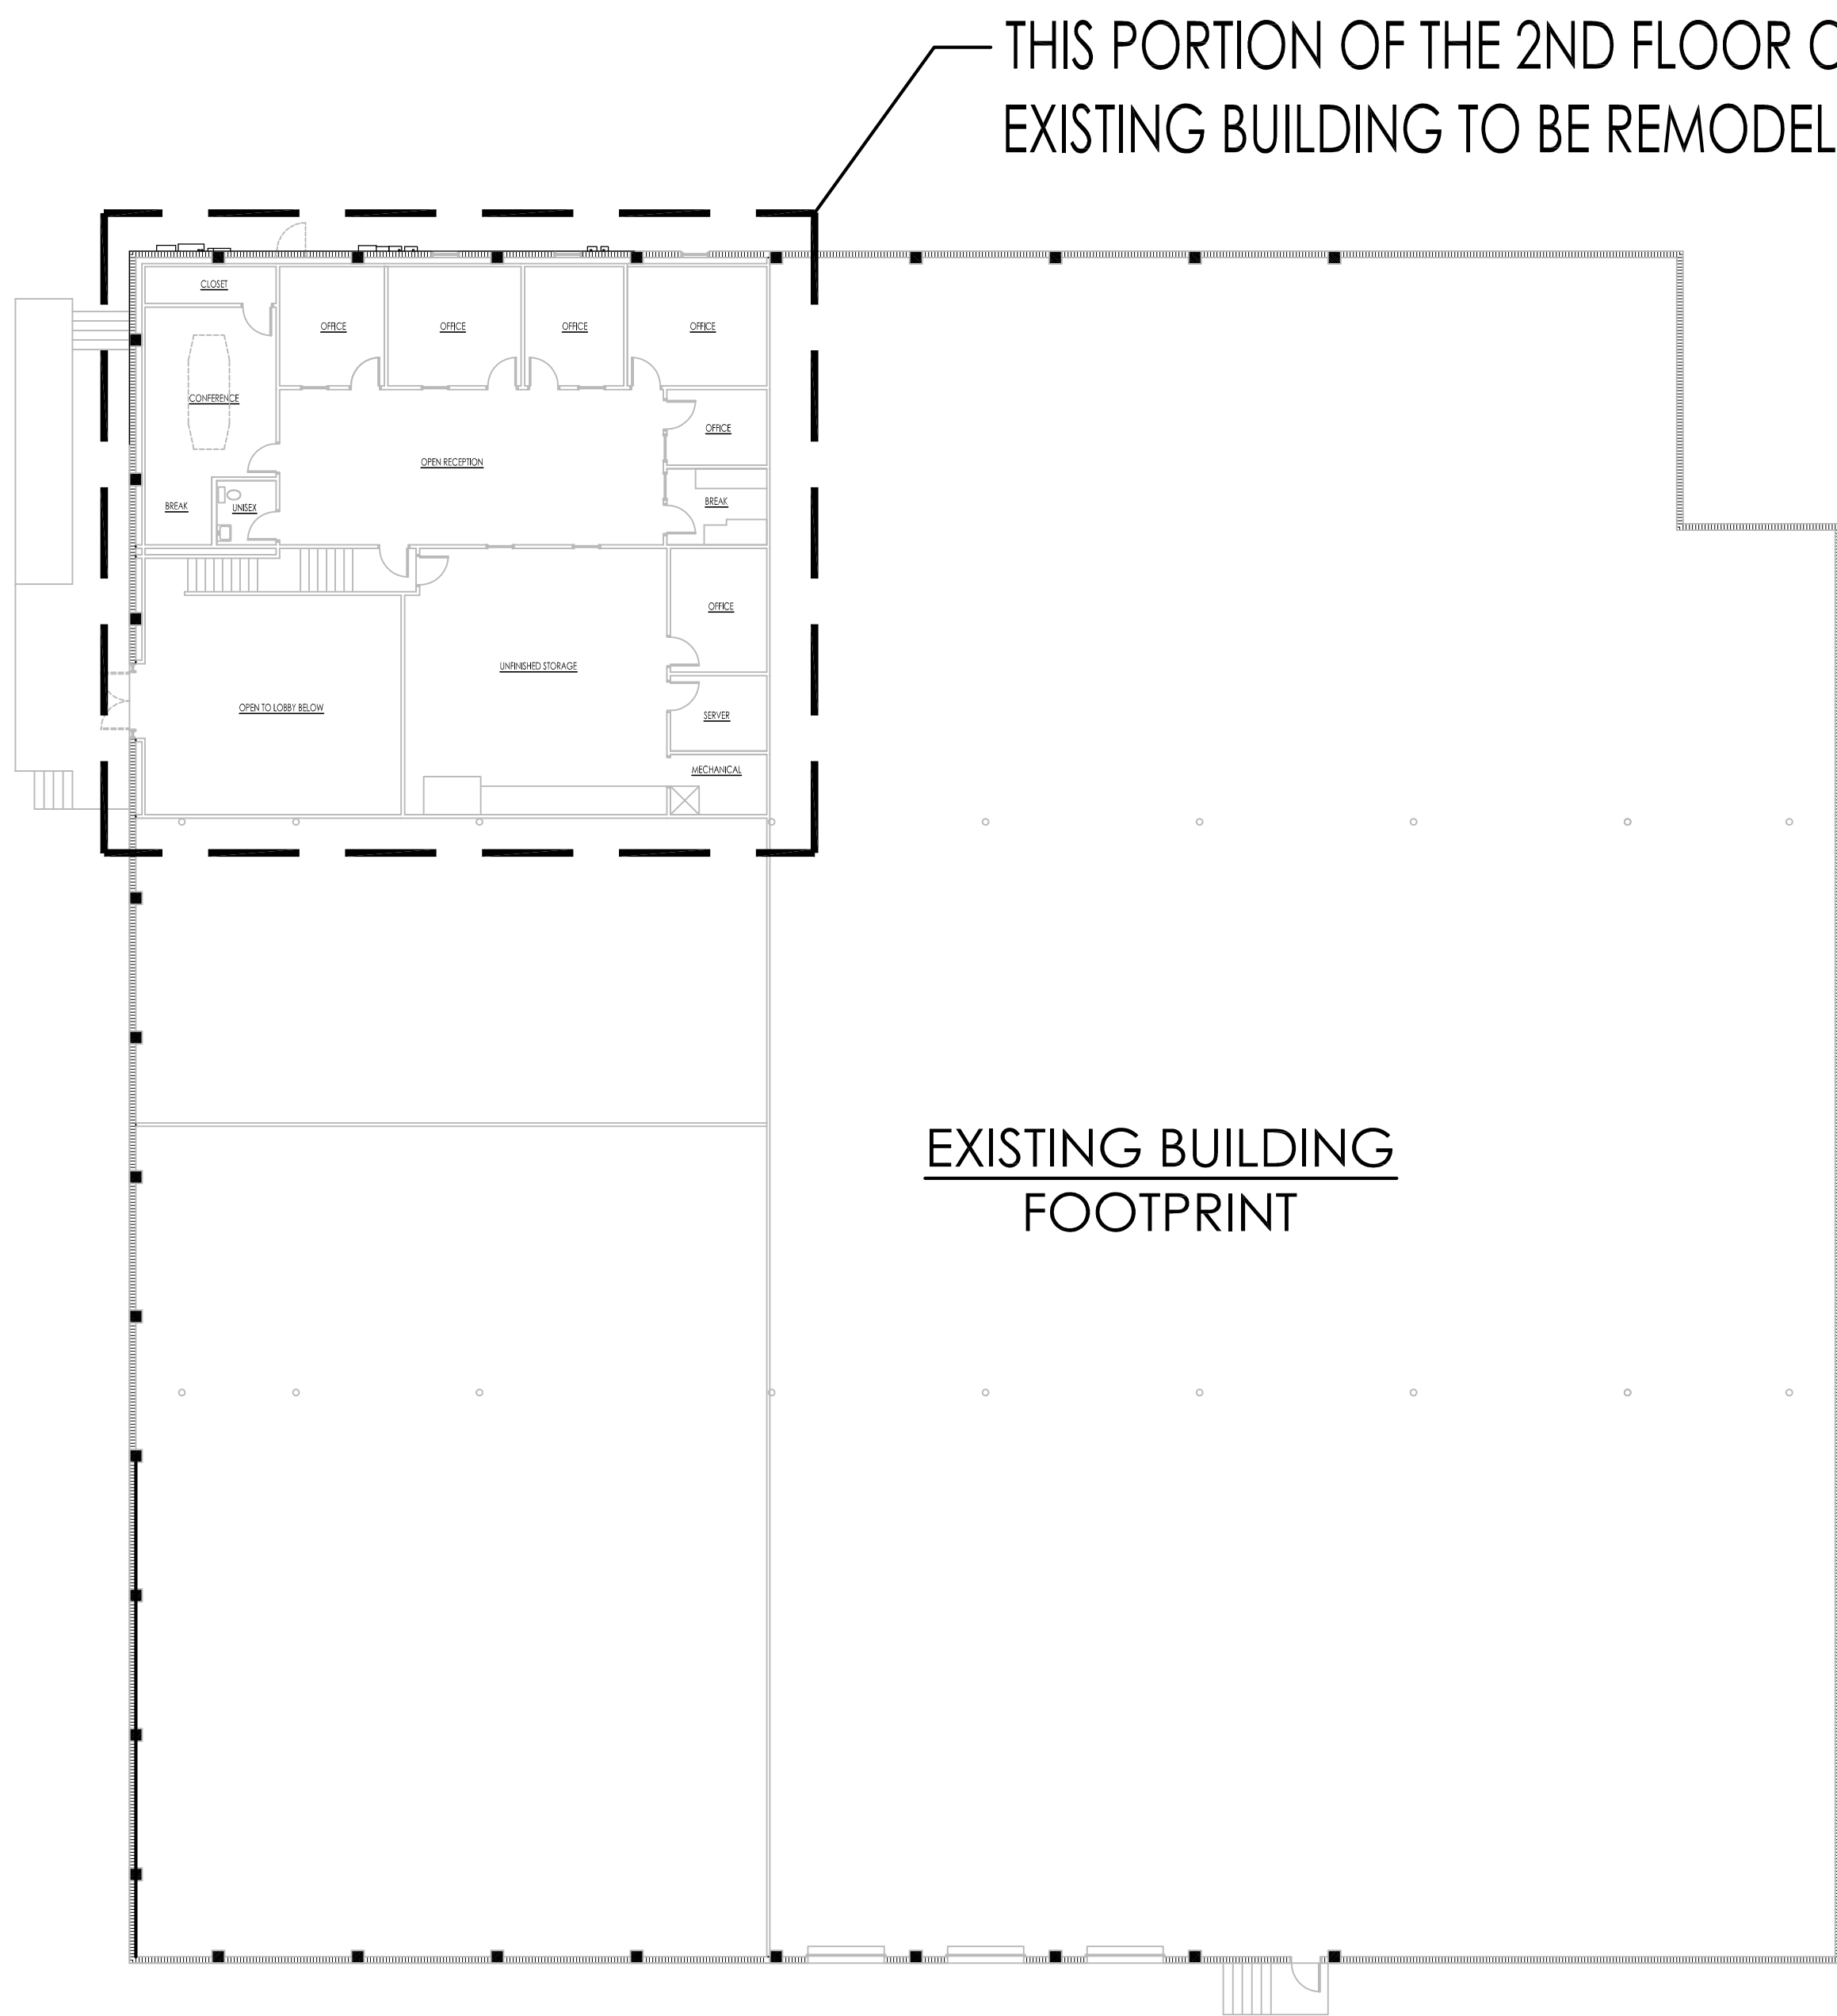 THIS PORTION OF THE 2ND FLOOR
EXISTING BUILDING TO BE REMODEL
CLOSET
OFFICE
OFFICE
OFFICE
OFFICE
CONFERENCE
OFFICE
OPEN RECEPTION
BREAK
UNISEX
BREAK
OFFICE
UNFINISHED STORAGE
OPEN TO LOBBY BELOW
SERVER
MECHANICAL
EXISTING BUILDING
FOOTPRINT